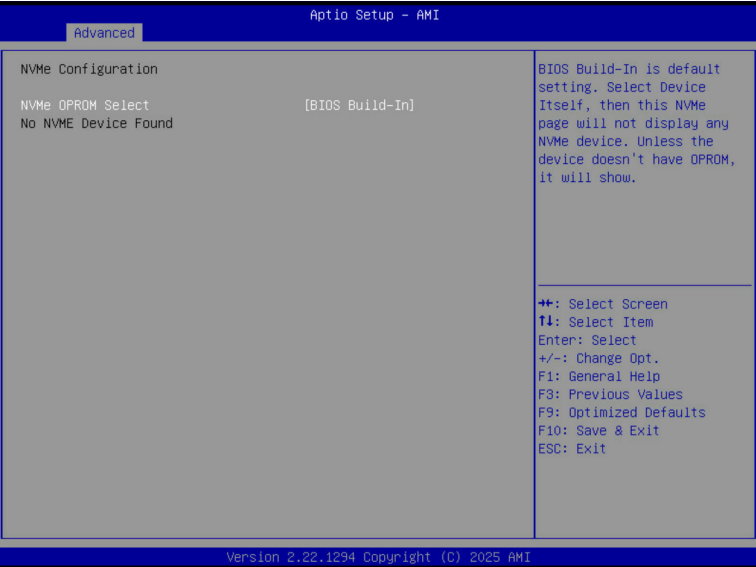 Aptio Setup – AMI
Advanced
NVMe Configuration
NVMe OPROM Select [BIOS Build-In]
No NVME Device Found
BIOS Build-In is default
setting. Select Device
Itself, then this NVMe
page will not display any
NVMe device. Unless the
device doesn't have OPROM,
it will show.
→←: Select Screen
↑↓: Select Item
Enter: Select
+/-: Change Opt.
F1: General Help
F3: Previous Values
F9: Optimized Defaults
F10: Save & Exit
ESC: Exit
Version 2.22.1294 Copyright (C) 2025 AMI